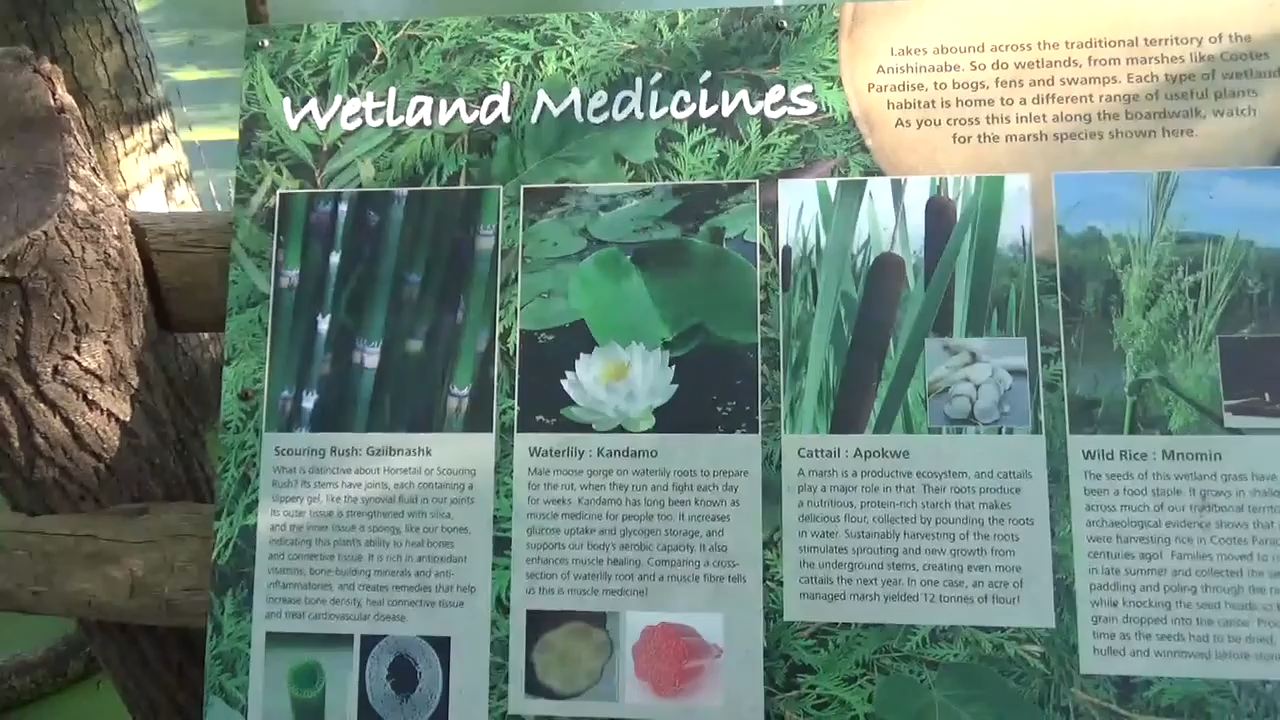 Wetland Medicines
Lakes abound across the traditional territory of the
Anishinaabe. So do wetlands, from marshes like Cootes
Paradise, to bogs, fens and swamps. Each type of wetland
habitat is home to a different range of useful plants.
As you cross this inlet along the boardwalk, watch
for the marsh species shown here.
Scouring Rush: Gziibnashk
What is distinctive about Horsetail or Scouring
Rush? Its stems have joints, each containing a
slippery gel, like the synovial fluid in our joints.
Its outer tissue is strengthened with silica,
and the inner tissue is spongy, like our bones,
indicating this plant's ability to heal bones
and connective tissue. It is rich in antioxidant
vitamins, bone-building minerals and anti-
inflammatories, and creates remedies that help
increase bone density, heal connective tissue
and treat cardiovascular disease.
Waterlily : Kandamo
Male moose gorge on waterlily roots to prepare
for the rut, when they run and fight each day
for weeks. Kandamo has long been known as
muscle medicine for people too. It increases
glucose uptake and glycogen storage, and
supports our body's aerobic capacity. It also
enhances muscle healing. Comparing a cross-
section of waterlily root and a muscle fibre tells
us this is muscle medicine!
Cattail : Apokwe
A marsh is a productive ecosystem, and cattails
play a major role in that. Their roots produce
a nutritious, protein-rich starch that makes
delicious flour, collected by pounding the roots
in water. Sustainably harvesting of the roots
stimulates sprouting and new growth from
the underground stems, creating even more
cattails the next year. In one case, an acre of
managed marsh yielded 12 tonnes of flour!
Wild Rice : Mnomin
The seeds of this wetland grass have
been a food staple. It grows in
across much of our traditional
archaeological evidence shows that
were harvesting rice in Cootes
centuries ago! Families moved to
in late summer and collected the
paddling and poling through the
while knocking the seed heads
grain dropped into the canoe.
time as the seeds had to be dried,
hulled and winnowed before